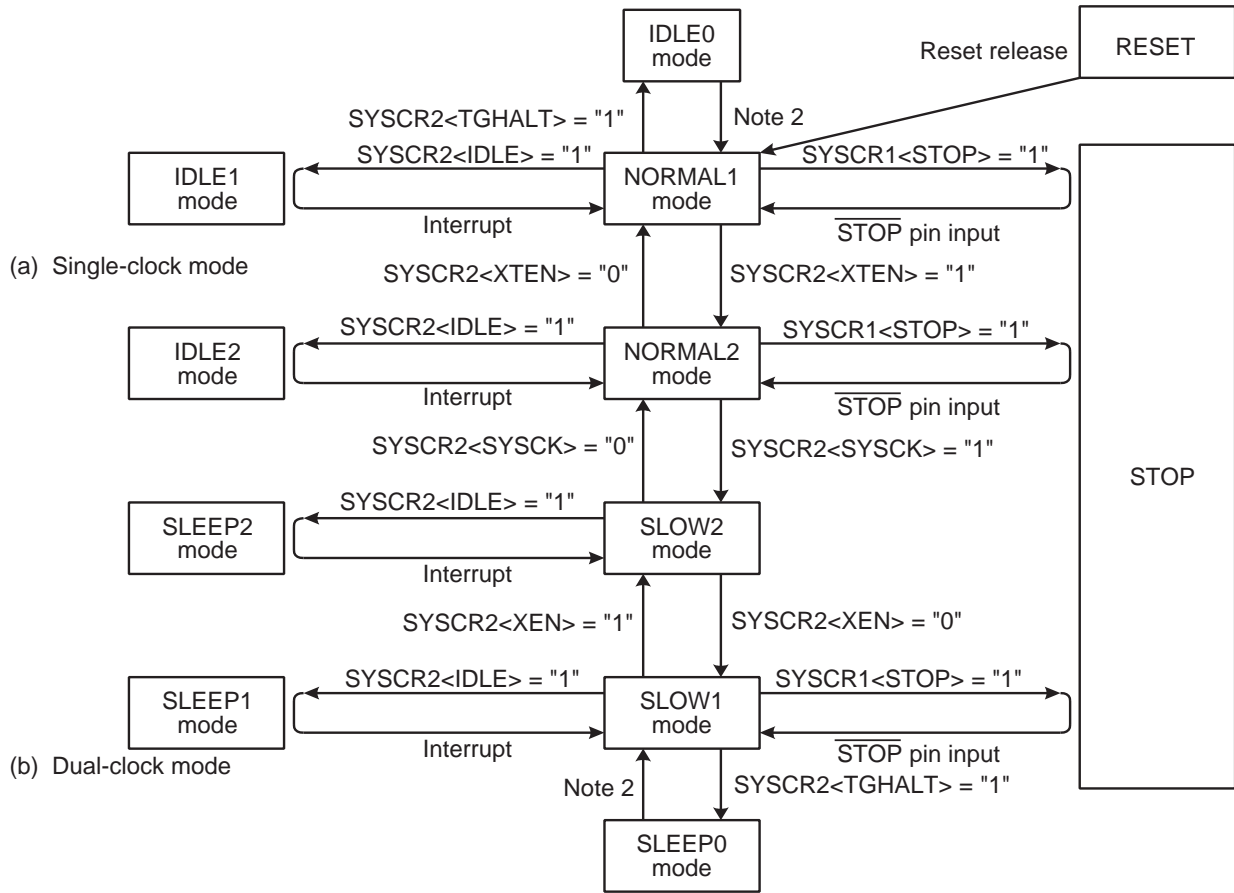 IDLE0
mode
Reset release
RESET
SYSCR2<TGHALT> = "1"
Note 2
IDLE1
mode
SYSCR2<IDLE> = "1"
Interrupt
NORMAL1
mode
SYSCR1<STOP> = "1"
STOP pin input
(a) Single-clock mode
SYSCR2<XTEN> = "0"
SYSCR2<XTEN> = "1"
IDLE2
mode
SYSCR2<IDLE> = "1"
Interrupt
NORMAL2
mode
SYSCR1<STOP> = "1"
STOP pin input
SYSCR2<SYSCK> = "0"
SYSCR2<SYSCK> = "1"
STOP
SLEEP2
mode
SYSCR2<IDLE> = "1"
Interrupt
SLOW2
mode
SYSCR2<XEN> = "1"
SYSCR2<XEN> = "0"
SLEEP1
mode
SYSCR2<IDLE> = "1"
Interrupt
SLOW1
mode
SYSCR1<STOP> = "1"
STOP pin input
(b) Dual-clock mode
Note 2
SYSCR2<TGHALT> = "1"
SLEEP0
mode